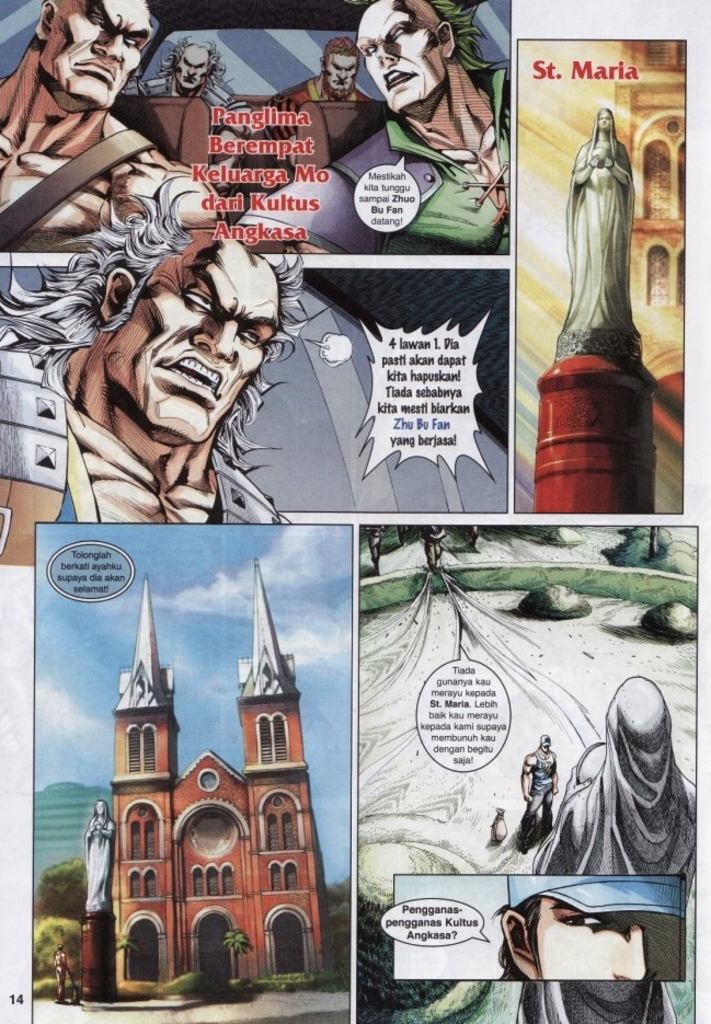 Panglima
Berempat
Keluarga Mo
dari Kultus
Angkasa
Mestikah
kita tunggu
sampai Zhuo
Bu Fan
datang!
St. Maria
4 lawan 1. Dia
pasti akan dapat
kita hapuskan!
Tiada sebabnya
kita mesti biarkan
Zhu Bu Fan
yang berjasa!
Tolonglah
berkati ayahku
supaya dia akan
selamat!
Tiada
gunanya kau
merayu kepada
St. Maria. Lebih
baik kau merayu
kepada kami supaya
membunuh kau
dengan begitu
saja!
Pengganas-
pengganas Kultus
Angkasa?
14